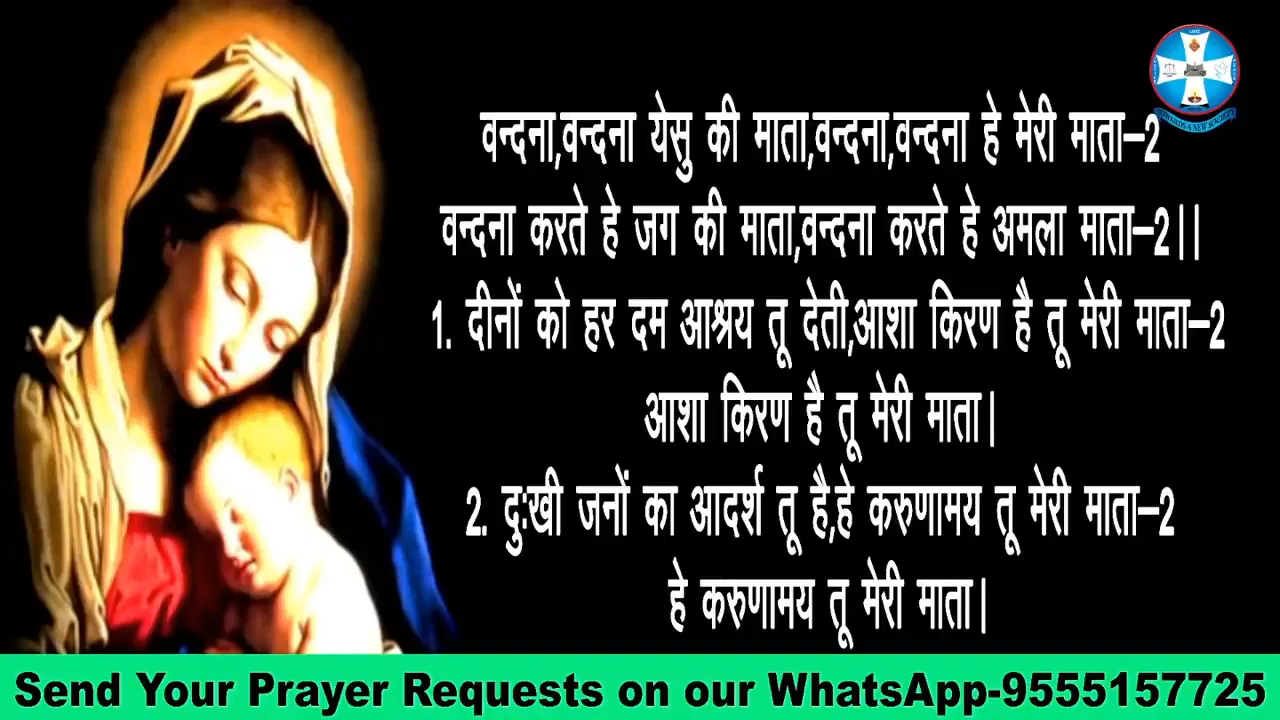 वन्दना,वन्दना येसु की माता,वन्दना,वन्दना हे मेरी माता–2
वन्दना करते हे जग की माता,वन्दना करते हे अमला माता–2||
1. दीनों को हर दम आश्रय तू देती,आशा किरण है तू मेरी माता–2
आशा किरण है तू मेरी माता|
2. दुःखी जनों का आदर्श तू है,हे करुणामय तू मेरी माता–2
हे करुणामय तू मेरी माता|
Send Your Prayer Requests on our WhatsApp-9555157725